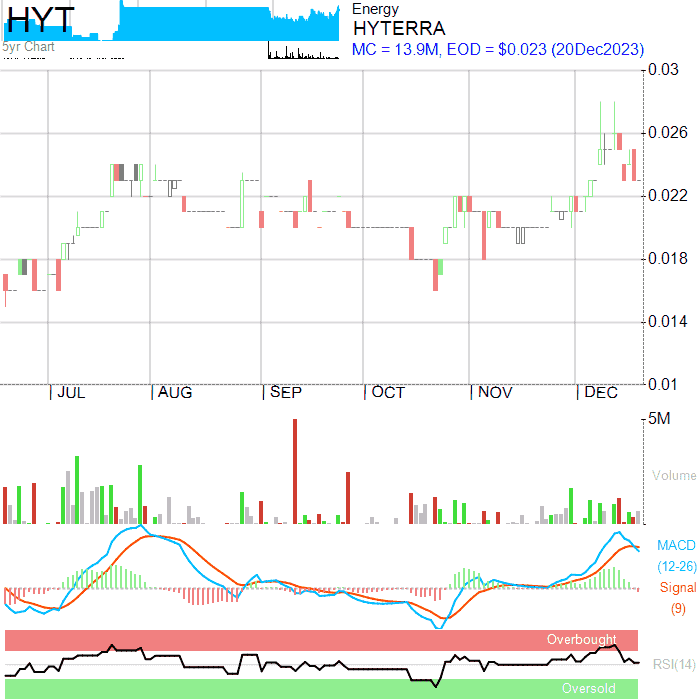 HYT
5yr Chart
Energy
HYTERRA
MC = 13.9M, EOD = $0.023 (20Dec2023)
0.03
0.026
0.022
0.018
0.014
0.01
JUL AUG SEP OCT NOV DEC
5M
Volume
MACD
(12-26)
Signal
(9)
Overbought
RSI(14)
Oversold